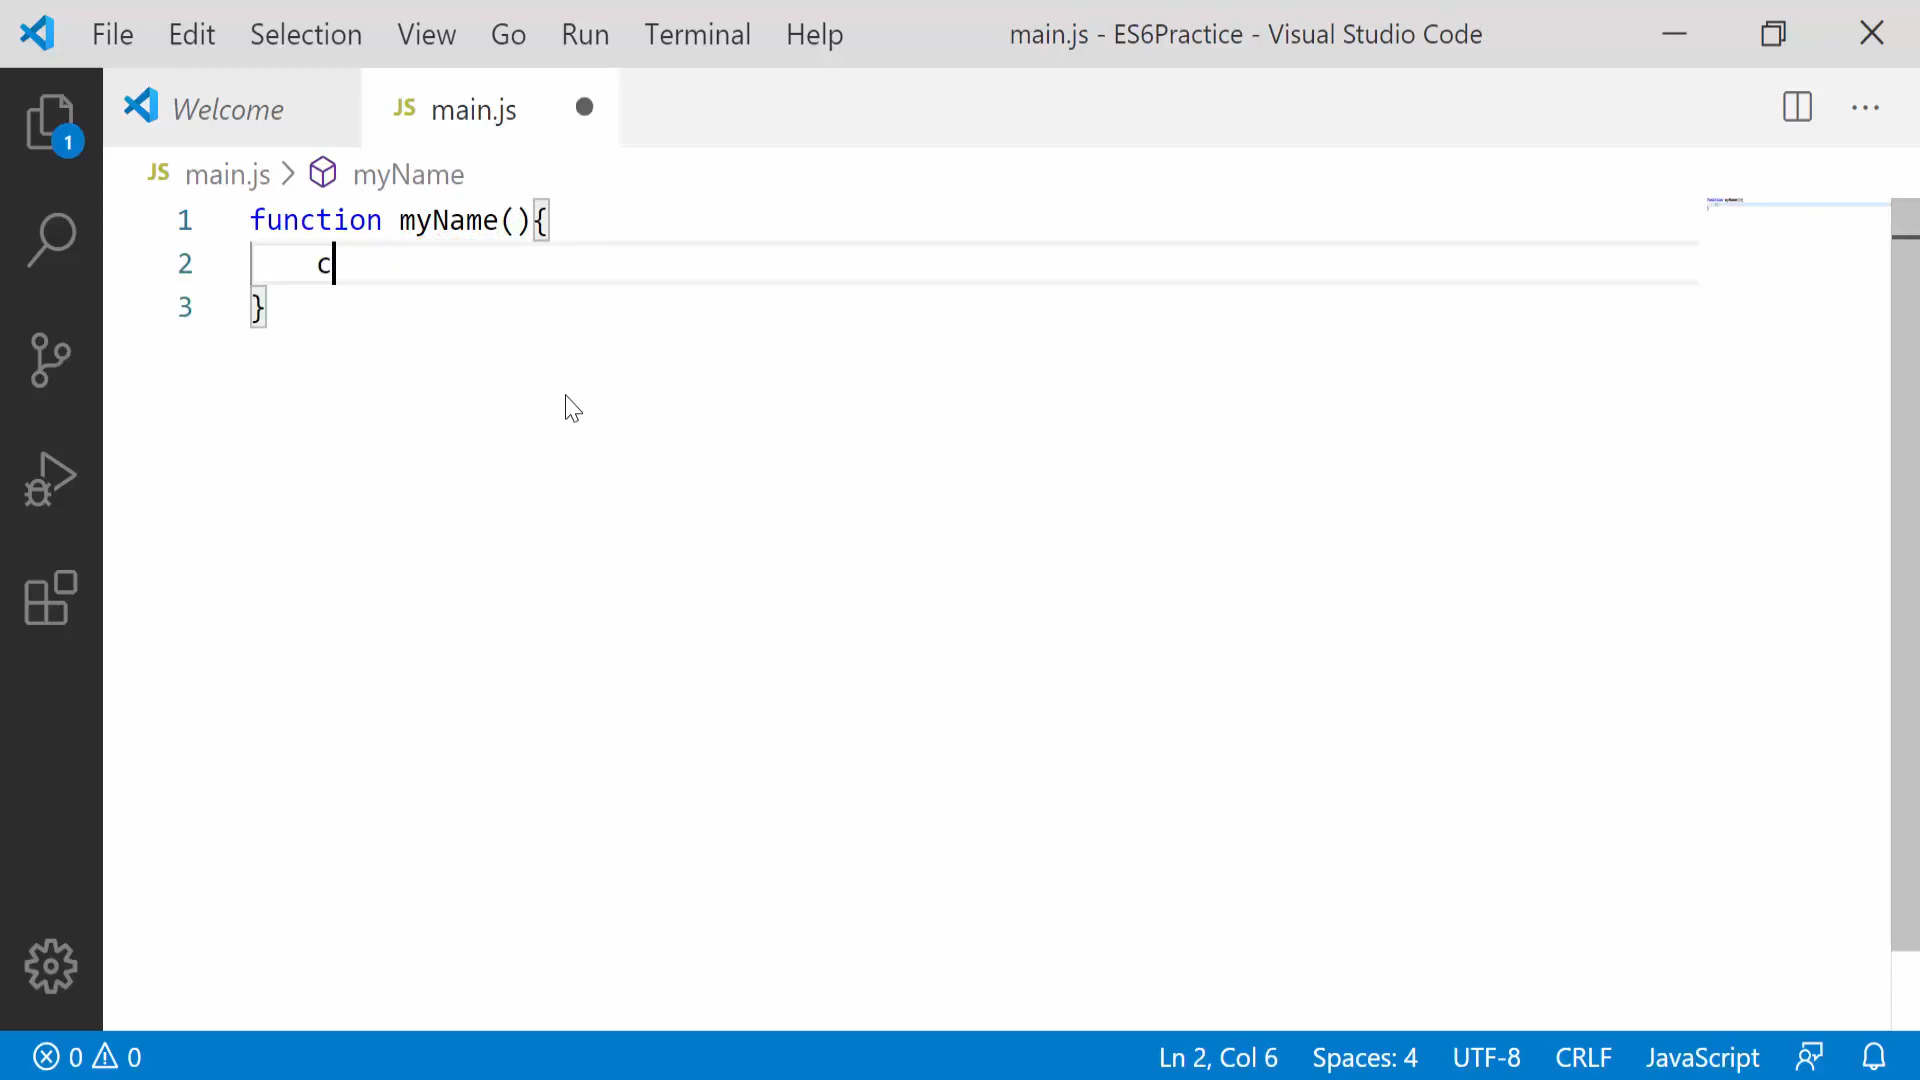 File Edit Selection View Go Run Terminal Help main.js - ES6Practice - Visual Studio Code
Welcome JS main.js
1
JS main.js > myName
1 function myName(){
2     c
3 }
0 0 Ln 2, Col 6 Spaces: 4 UTF-8 CRLF JavaScript